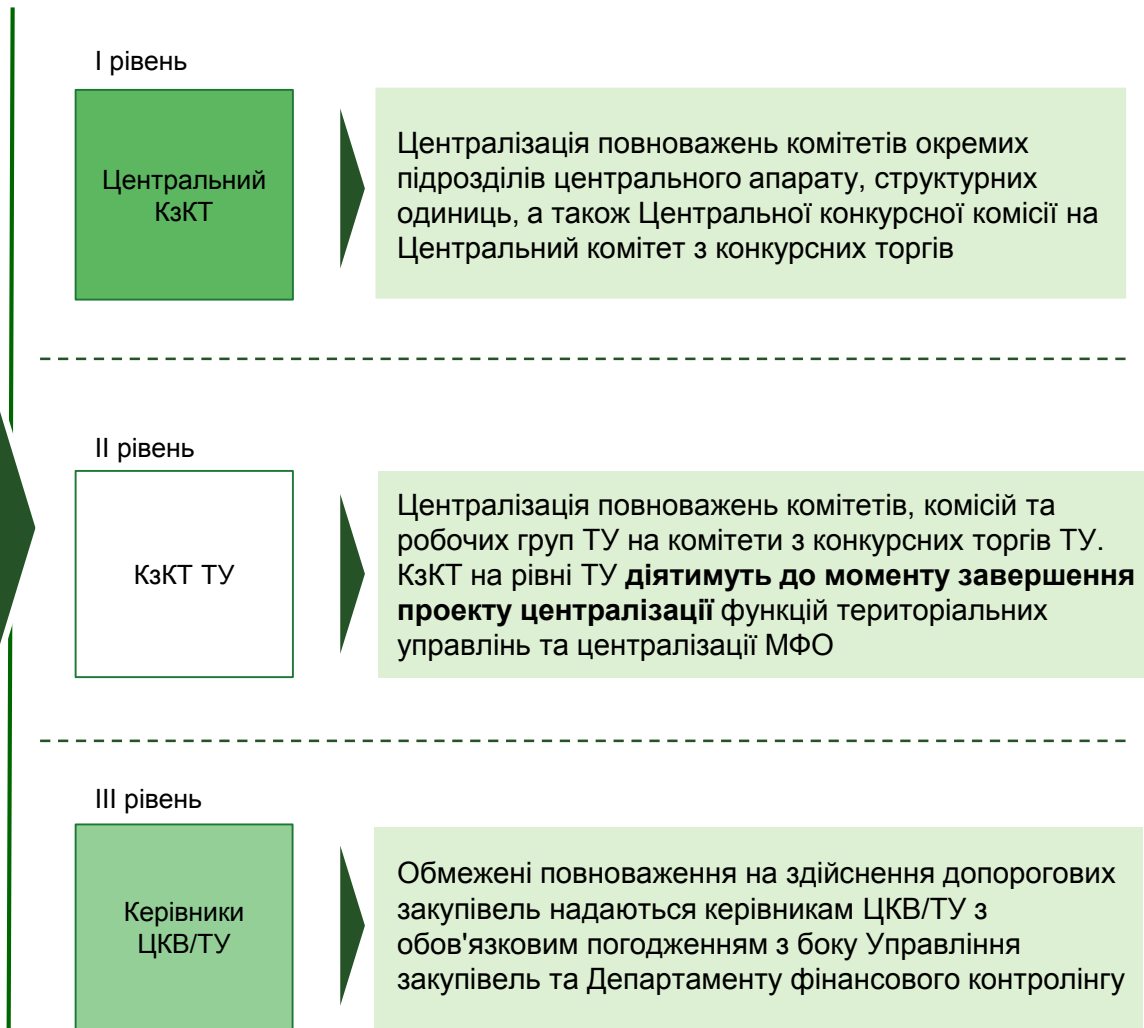 І рівень
Центральний
КзКТ
Централізація повноважень комітетів окремих
підрозділів центрального апарату, структурних
одиниць, а також Центральної конкурсної комісії на
Центральний комітет з конкурсних торгів
ІІ рівень
КзКТ ТУ
Централізація повноважень комітетів, комісій та
робочих груп ТУ на комітети з конкурсних торгів ТУ.
КзКТ на рівні ТУ діятимуть до моменту завершення
проекту централізації функцій територіальних
управлінь та централізації МФО
ІІІ рівень
Керівники
ЦКВ/ТУ
Обмежені повноваження на здійснення допорогових
закупівель надаються керівникам ЦКВ/ТУ з
обов'язковим погодженням з боку Управління
закупівель та Департаменту фінансового контролінгу